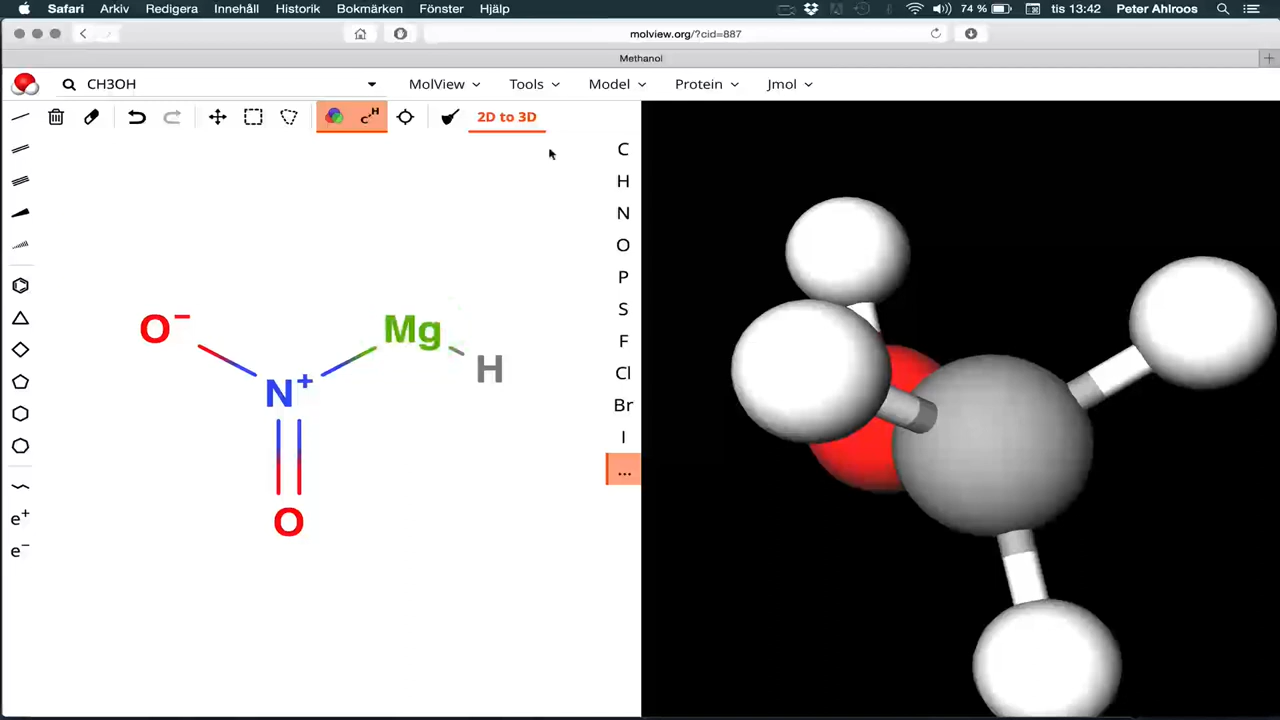 Safari Arkiv Redigera Innehåll Historik Bokmärken Fönster Hjälp 74 % tis 13:42 Peter Ahlroos
molview.org/?cid=887
Methanol
CH3OH MolView Tools Model Protein Jmol
C H 2D to 3D
C
H
N
O
P
S
F
Cl
Br
I
...
O−
Mg
H
N+
O
e+
e−